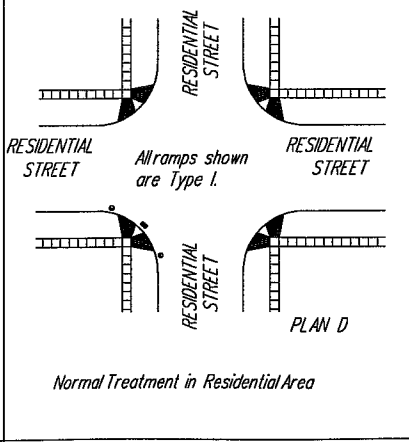 RESIDENTIAL
STREET
RESIDENTIAL
STREET
All ramps shown
are Type I.
RESIDENTIAL
STREET
RESIDENTIAL
STREET
PLAN D
Normal Treatment in Residential Area